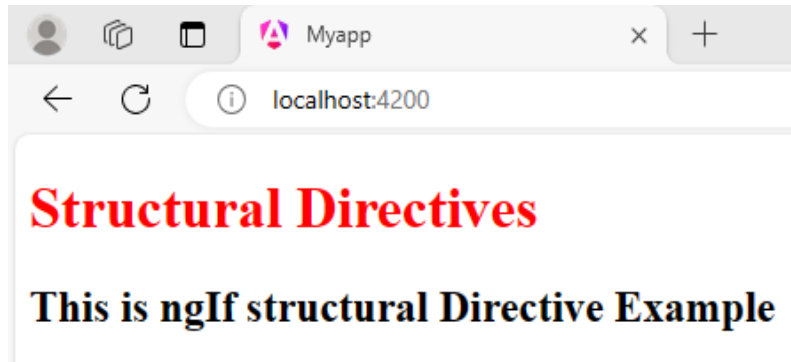 Myapp
localhost:4200
Structural Directives
This is ngIf structural Directive Example